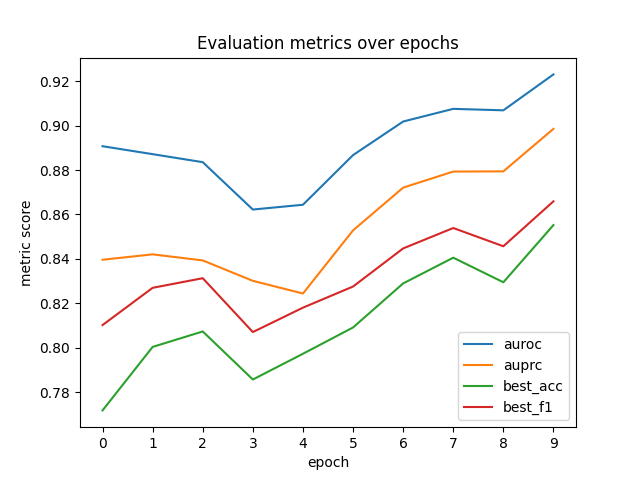 Evaluation metrics over epochs
metric score
0.92
0.90
0.88
0.86
0.84
0.82
0.80
0.78
auroc
auprc
best_acc
best_f1
0 1 2 3 4 5 6 7 8 9
epoch